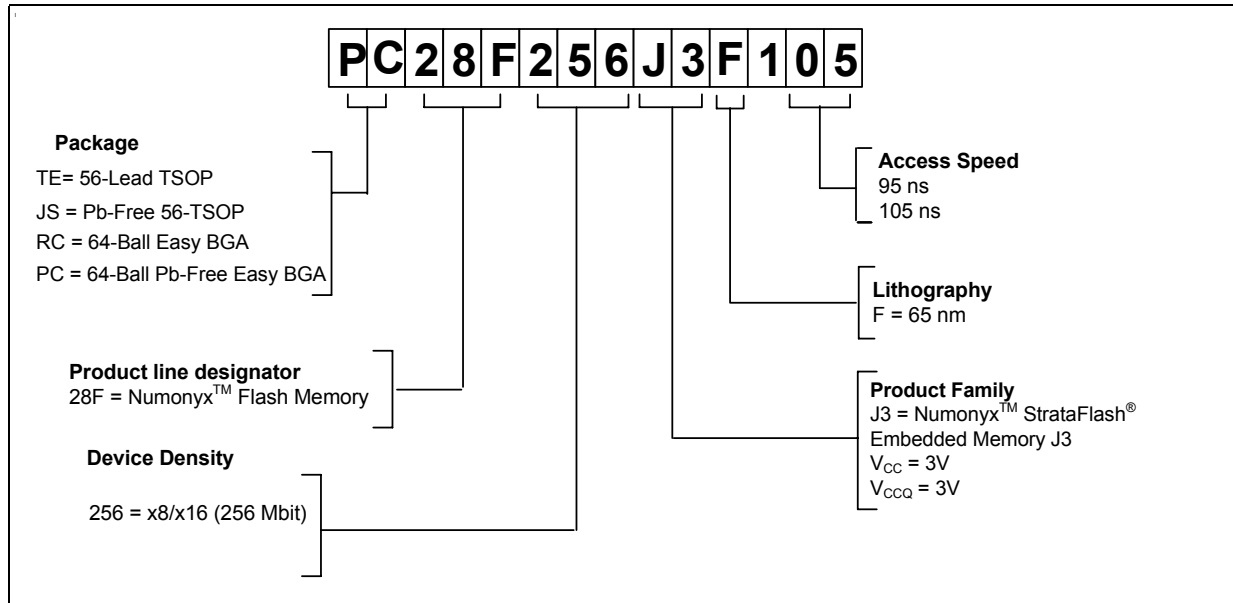 PC28F256J3F105
Package
TE= 56-Lead TSOP
JS = Pb-Free 56-TSOP
RC = 64-Ball Easy BGA
PC = 64-Ball Pb-Free Easy BGA
Product line designator
28F = Numonyx™ Flash Memory
Device Density
256 = x8/x16 (256 Mbit)
Access Speed
95 ns
105 ns
Lithography
F = 65 nm
Product Family
J3 = Numonyx™ StrataFlash®
Embedded Memory J3
VCC = 3V
VCCQ = 3V